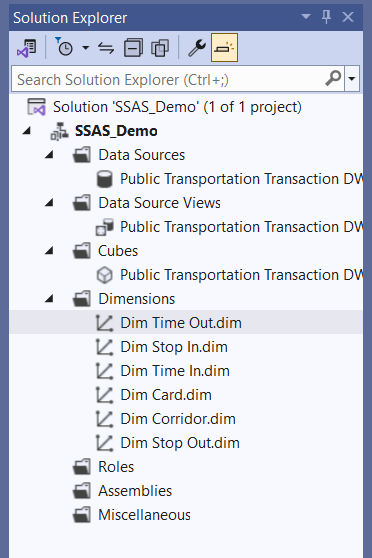 Solution Explorer
Search Solution Explorer (Ctrl+;)
Solution 'SSAS_Demo' (1 of 1 project)
SSAS_Demo
Data Sources
Public Transportation Transaction DW
Data Source Views
Public Transportation Transaction DW
Cubes
Public Transportation Transaction DW
Dimensions
Dim Time Out.dim
Dim Stop In.dim
Dim Time In.dim
Dim Card.dim
Dim Corridor.dim
Dim Stop Out.dim
Roles
Assemblies
Miscellaneous